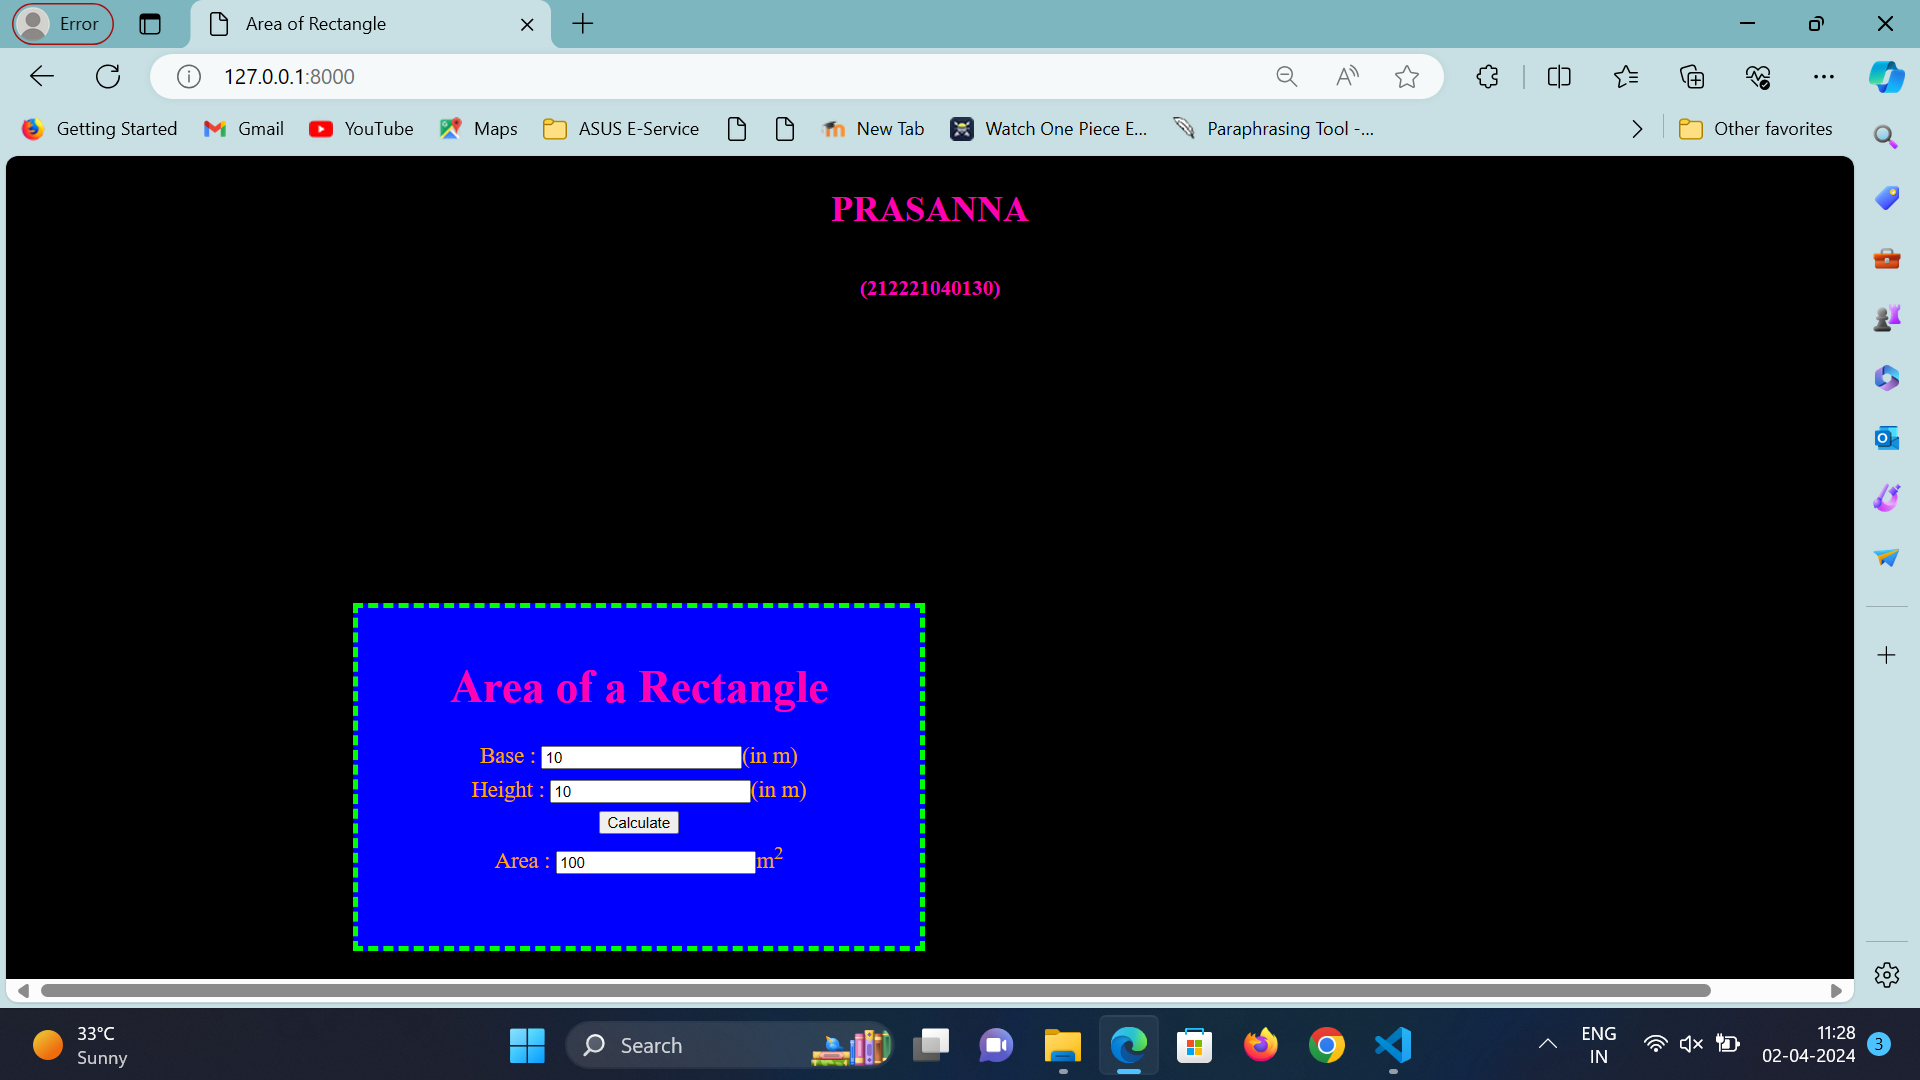 Error
Area of Rectangle
127.0.0.1:8000
Getting Started
Gmail
YouTube
Maps
ASUS E-Service
New Tab
Watch One Piece E...
Paraphrasing Tool -...
Other favorites
PRASANNA
(212221040130)
Area of a Rectangle
Base : 10 (in m)
Height : 10 (in m)
Calculate
Area : 100 m2
33°C
Sunny
Search
ENG
IN
11:28
02-04-2024
3